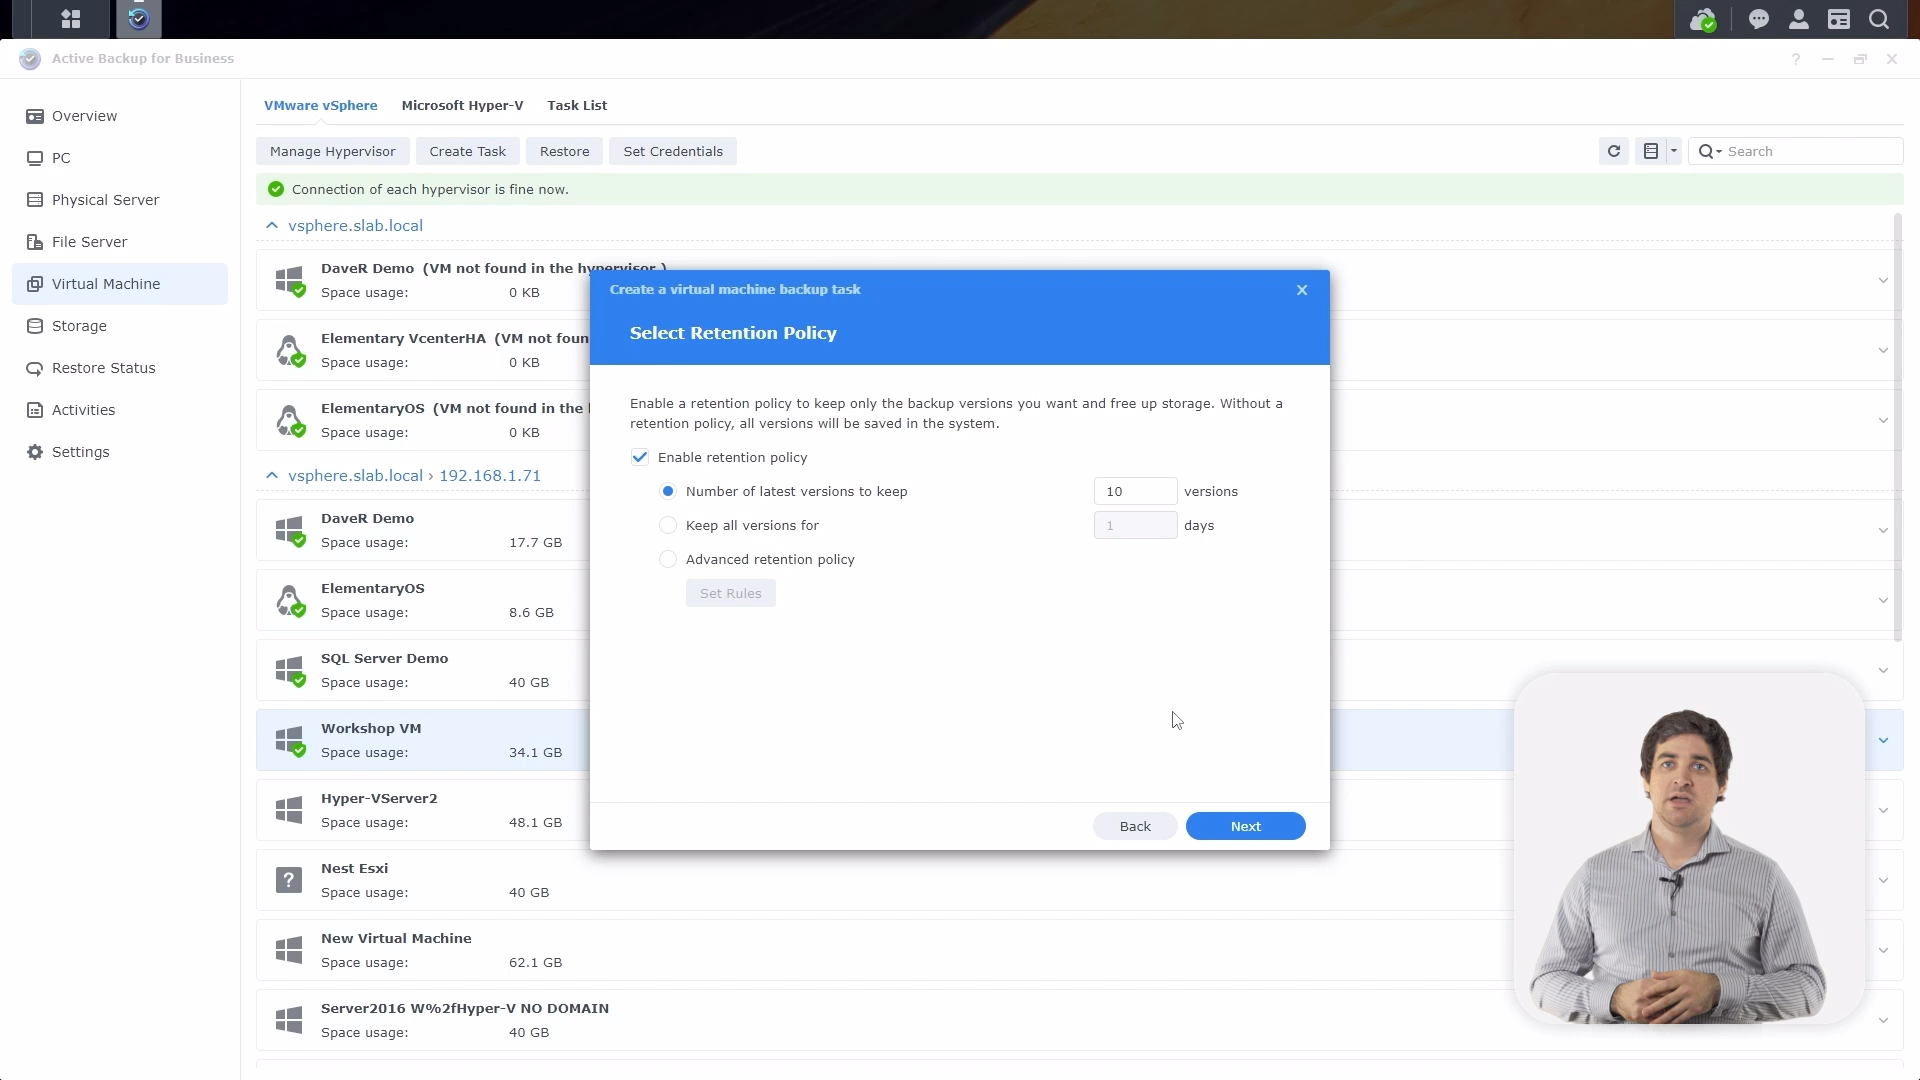 Active Backup for Business
?
Overview
PC
Physical Server
File Server
Virtual Machine
Storage
Restore Status
Activities
Settings
VMware vSphere
Microsoft Hyper-V
Task List
Manage Hypervisor
Create Task
Restore
Set Credentials
Search
Connection of each hypervisor is fine now.
vsphere.slab.local
DaveR Demo (VM not found in the hypervisor )
Space usage: 0 KB
Elementary VcenterHA (VM not foun
Space usage: 0 KB
ElementaryOS (VM not found in the
Space usage: 0 KB
vsphere.slab.local › 192.168.1.71
DaveR Demo
Space usage: 17.7 GB
ElementaryOS
Space usage: 8.6 GB
SQL Server Demo
Space usage: 40 GB
Workshop VM
Space usage: 34.1 GB
Hyper-VServer2
Space usage: 48.1 GB
?
Nest Esxi
Space usage: 40 GB
New Virtual Machine
Space usage: 62.1 GB
Server2016 W%2fHyper-V NO DOMAIN
Space usage: 40 GB
Create a virtual machine backup task
Select Retention Policy
Enable a retention policy to keep only the backup versions you want and free up storage. Without a
retention policy, all versions will be saved in the system.
Enable retention policy
Number of latest versions to keep 10 versions
Keep all versions for 1 days
Advanced retention policy
Set Rules
Back
Next